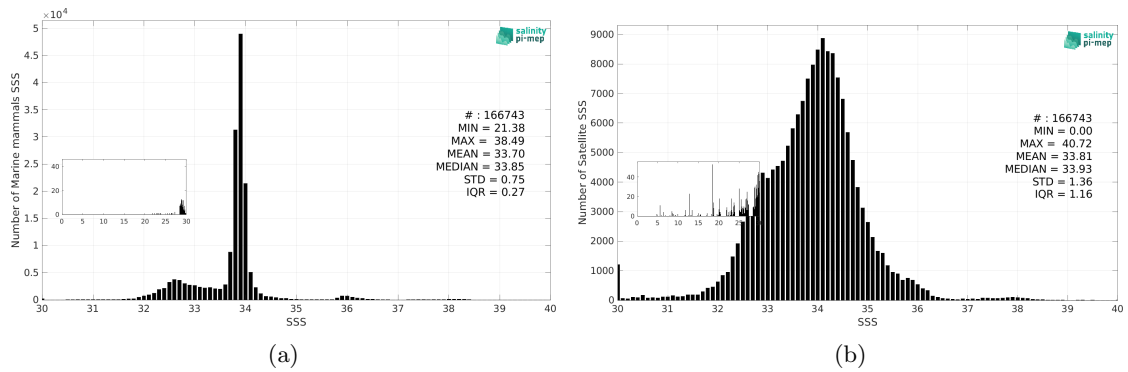 ×10⁴
salinity
pi-mep
Number of Marine mammals SSS
5
4.5
4
3.5
3
2.5
2
1.5
1
0.5
0
# : 166743
MIN = 21.38
MAX = 38.49
MEAN = 33.70
MEDIAN = 33.85
STD = 0.75
IQR = 0.27
40
20
0
0 5 10 15 20 25 30
30 31 32 33 34 35 36 37 38 39 40
SSS
(a)
salinity
pi-mep
Number of Satellite SSS
9000
8000
7000
6000
5000
4000
3000
2000
1000
0
# : 166743
MIN = 0.00
MAX = 40.72
MEAN = 33.81
MEDIAN = 33.93
STD = 1.36
IQR = 1.16
40
20
0
0 5 10 15 20 25 30
30 31 32 33 34 35 36 37 38 39 40
SSS
(b)